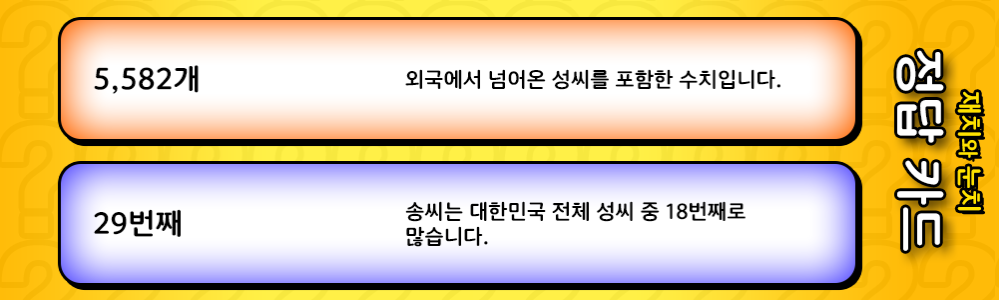 5,582개
외국에서 넘어온 성씨를 포함한 수치입니다.
29번째
송씨는 대한민국 전체 성씨 중 18번째로
많습니다.
재치와 눈치
정답 카드